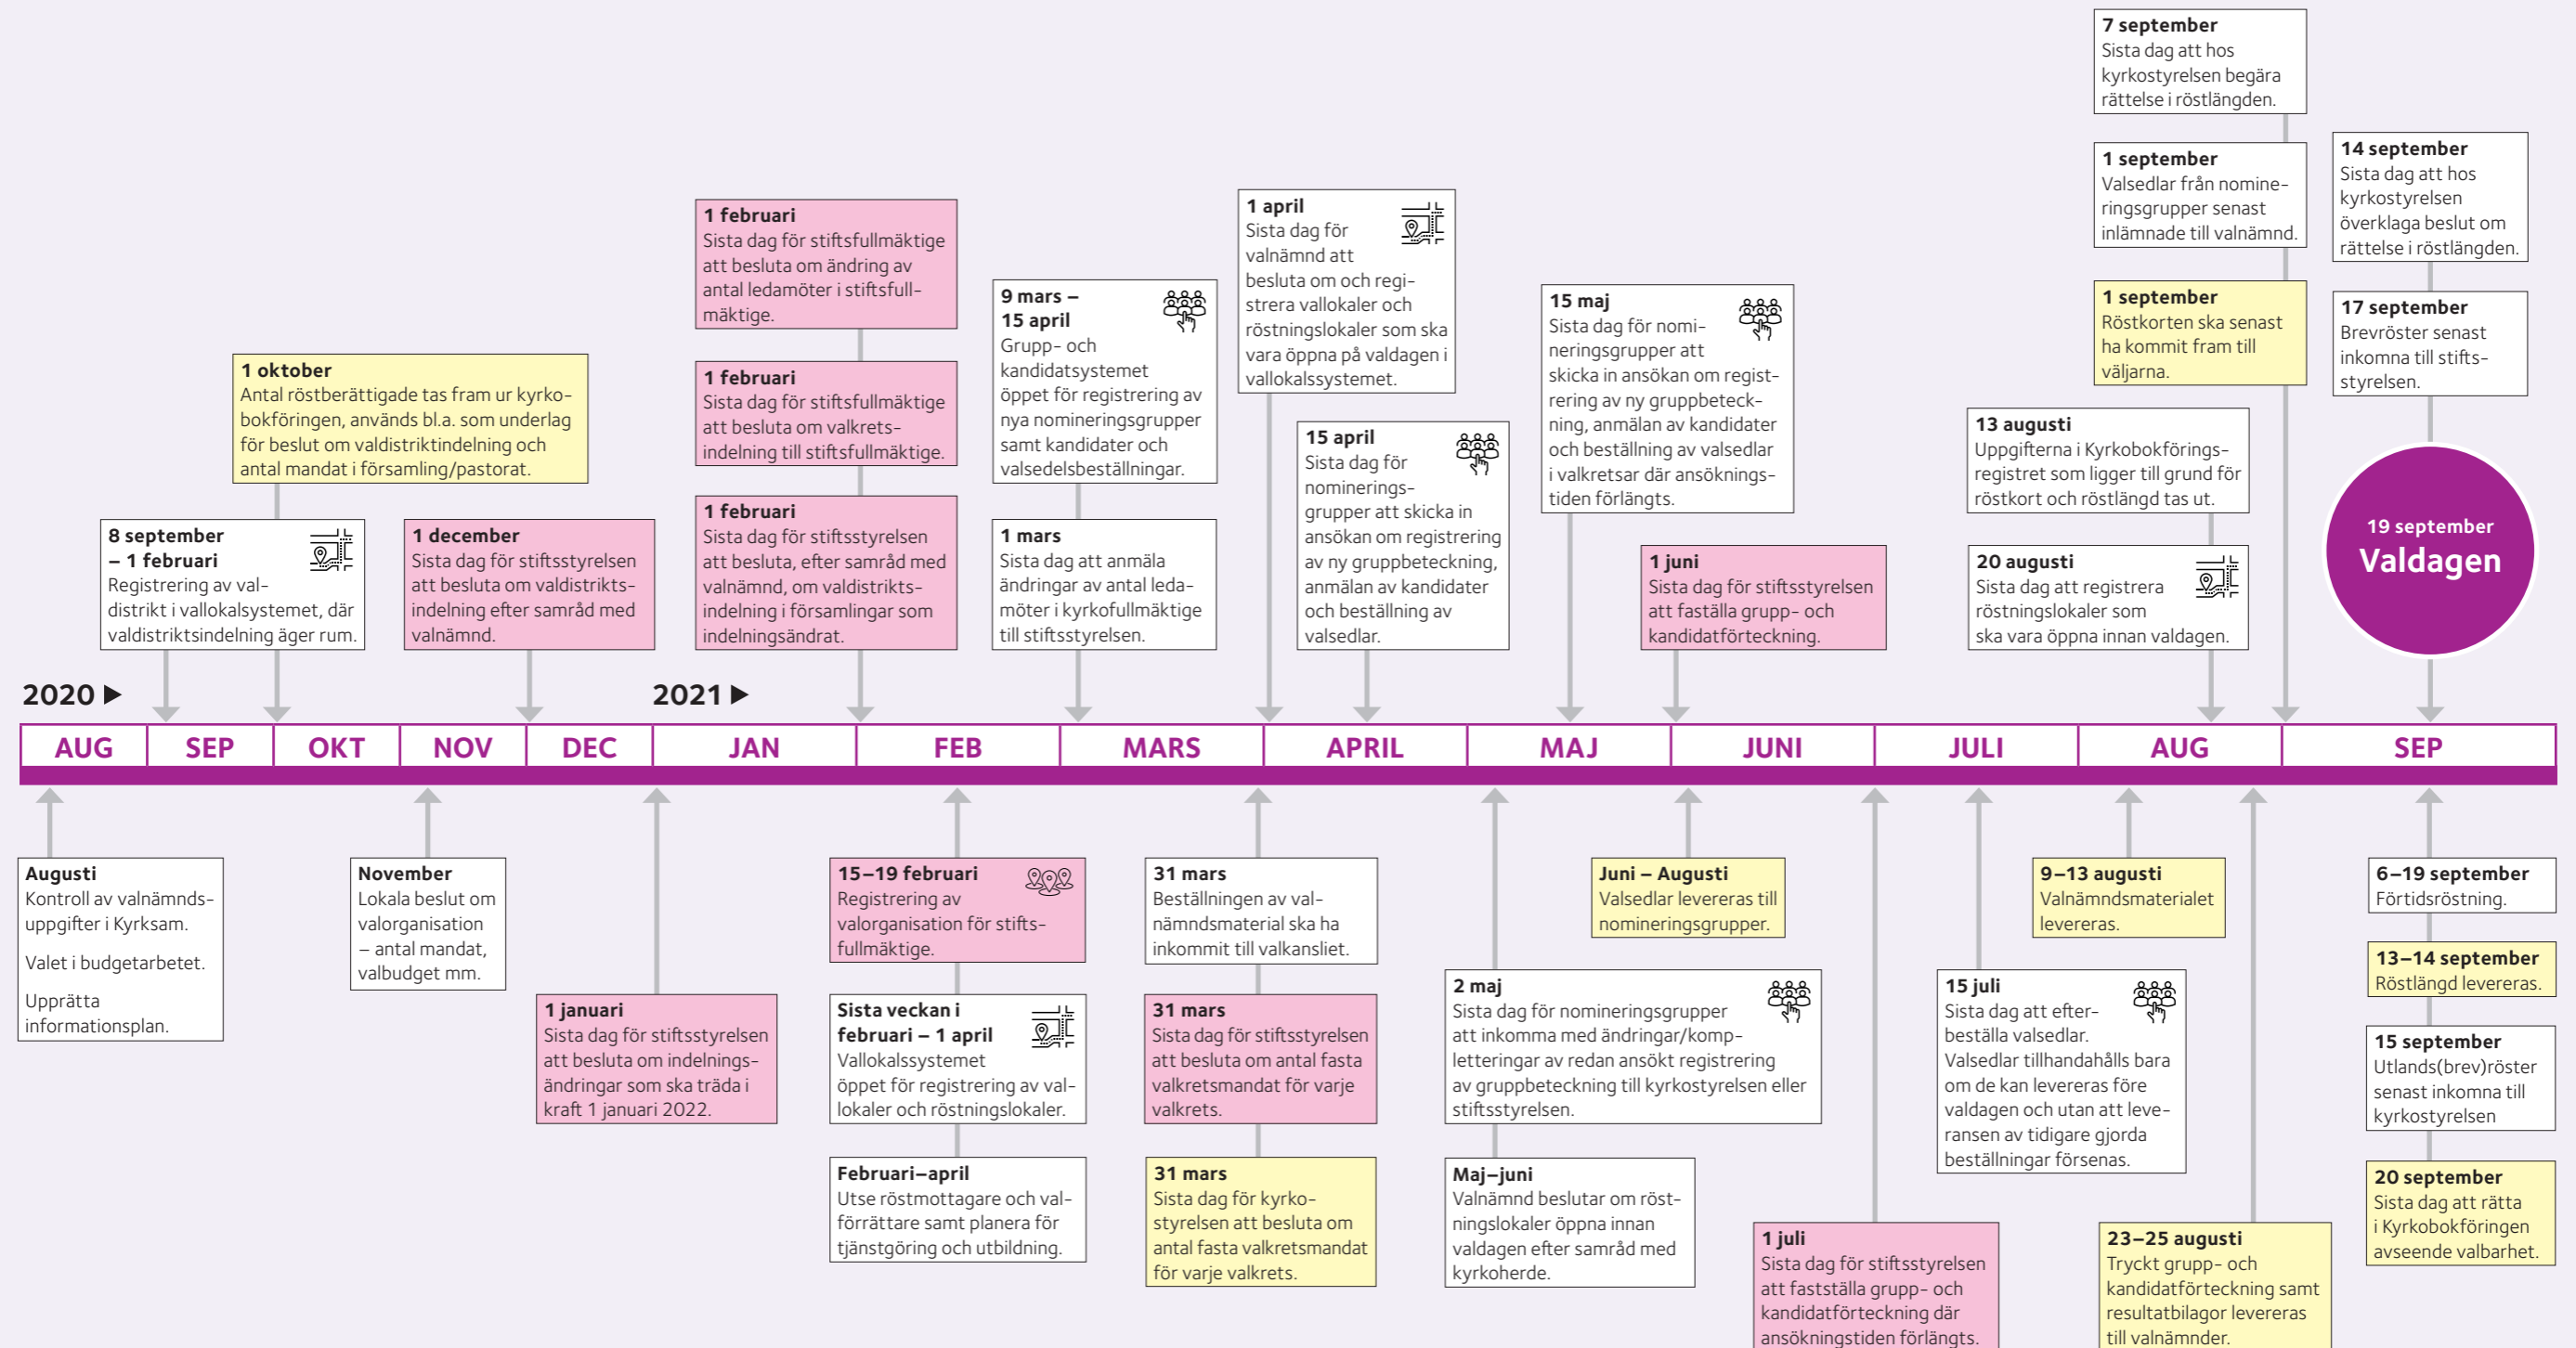 7 september
Sista dag att hos
kyrkostyrelsen begära
rättelse i röstlängden.
1 september
Valsedlar från nomine-
ringsgrupper senast
inlämnade till valnämnd.
1 september
Röstkorten ska senast
ha kommit fram till
väljarna.
14 september
Sista dag att hos
kyrkostyrelsen
överklaga beslut om
rättelse i röstlängden.
17 september
Brevröster senast
inkomna till stifts-
styrelsen.
19 september
Valdagen
1 oktober
Antal röstberättigade tas fram ur kyrko-
bokföringen, används bl.a. som underlag
för beslut om valdistriktindelning och
antal mandat i församling/pastorat.
8 september
– 1 februari
Registrering av val-
distrikt i vallokalsystemet, där
valdistriktsindelning äger rum.
1 december
Sista dag för stiftsstyrelsen
att besluta om valdistrikts-
indelning efter samråd med
valnämnd.
1 februari
Sista dag för stiftsfullmäktige
att besluta om ändring av
antal ledamöter i stiftsfull-
mäktige.
1 februari
Sista dag för stiftsfullmäktige
att besluta om valkrets-
indelning till stiftsfullmäktige.
1 februari
Sista dag för stiftsstyrelsen
att besluta, efter samråd med
valnämnd, om valdistrikts-
indelning i församlingar som
indelningsändrat.
9 mars –
15 april
Grupp- och
kandidatsystemet
öppet för registrering av
nya nomineringsgrupper
samt kandidater och
valsedelsbeställningar.
1 mars
Sista dag att anmäla
ändringar av antal leda-
möter i kyrkofullmäktige
till stiftsstyrelsen.
1 april
Sista dag för
valnämnd att
besluta om och regi-
strera vallokaler och
röstningslokaler som ska
vara öppna på valdagen i
vallokalssystemet.
15 april
Sista dag för
nominerings-
grupper att skicka in
ansökan om registrering
av ny gruppbeteckning,
anmälan av kandidater
och beställning av
valsedlar.
15 maj
Sista dag för nomi-
neringsgrupper att
skicka in ansökan om regist-
rering av ny gruppbeteck-
ning, anmälan av kandidater
och beställning av valsedlar
i valkretsar där ansöknings-
tiden förlängts.
1 juni
Sista dag för stiftsstyrelsen
att faställa grupp- och
kandidatförteckning.
13 augusti
Uppgifterna i Kyrkobokförings-
registret som ligger till grund för
röstkort och röstlängd tas ut.
20 augusti
Sista dag att registrera
röstningslokaler som
ska vara öppna innan valdagen.
2020 ▶
2021 ▶
AUG SEP OKT NOV DEC JAN FEB MARS APRIL MAJ JUNI JULI AUG SEP
Augusti
Kontroll av valnämnds-
uppgifter i Kyrksam.
Valet i budgetarbetet.
Upprätta
informationsplan.
November
Lokala beslut om
valorganisation
– antal mandat,
valbudget mm.
1 januari
Sista dag för stiftsstyrelsen
att besluta om indelnings-
ändringar som ska träda i
kraft 1 januari 2022.
15–19 februari
Registrering av
valorganisation för stifts-
fullmäktige.
Sista veckan i
februari – 1 april
Vallokalssystemet
öppet för registrering av val-
lokaler och röstningslokaler.
Februari–april
Utse röstmottagare och val-
förrättare samt planera för
tjänstgöring och utbildning.
31 mars
Beställningen av val-
nämndsmaterial ska ha
inkommit till valkansliet.
31 mars
Sista dag för stiftsstyrelsen
att besluta om antal fasta
valkretsmandat för varje
valkrets.
31 mars
Sista dag för kyrko-
styrelsen att besluta om
antal fasta valkretsmandat
för varje valkrets.
2 maj
Sista dag för nomineringsgrupper
att inkomma med ändringar/komp-
letteringar av redan ansökt registrering
av gruppbeteckning till kyrkostyrelsen eller
stiftsstyrelsen.
Maj–juni
Valnämnd beslutar om röst-
ningslokaler öppna innan
valdagen efter samråd med
kyrkoherde.
Juni – Augusti
Valsedlar levereras till
nomineringsgrupper.
1 juli
Sista dag för stiftsstyrelsen
att fastställa grupp- och
kandidatförteckning där
ansökningstiden förlängts.
15 juli
Sista dag att efter-
beställa valsedlar.
Valsedlar tillhandahålls bara
om de kan levereras före
valdagen och utan att leve-
ransen av tidigare gjorda
beställningar försenas.
9–13 augusti
Valnämndsmaterialet
levereras.
23–25 augusti
Tryckt grupp- och
kandidatförteckning samt
resultatbilagor levereras
till valnämnder.
6–19 september
Förtidsröstning.
13–14 september
Röstlängd levereras.
15 september
Utlands(brev)röster
senast inkomna till
kyrkostyrelsen
20 september
Sista dag att rätta
i Kyrkobokföringen
avseende valbarhet.